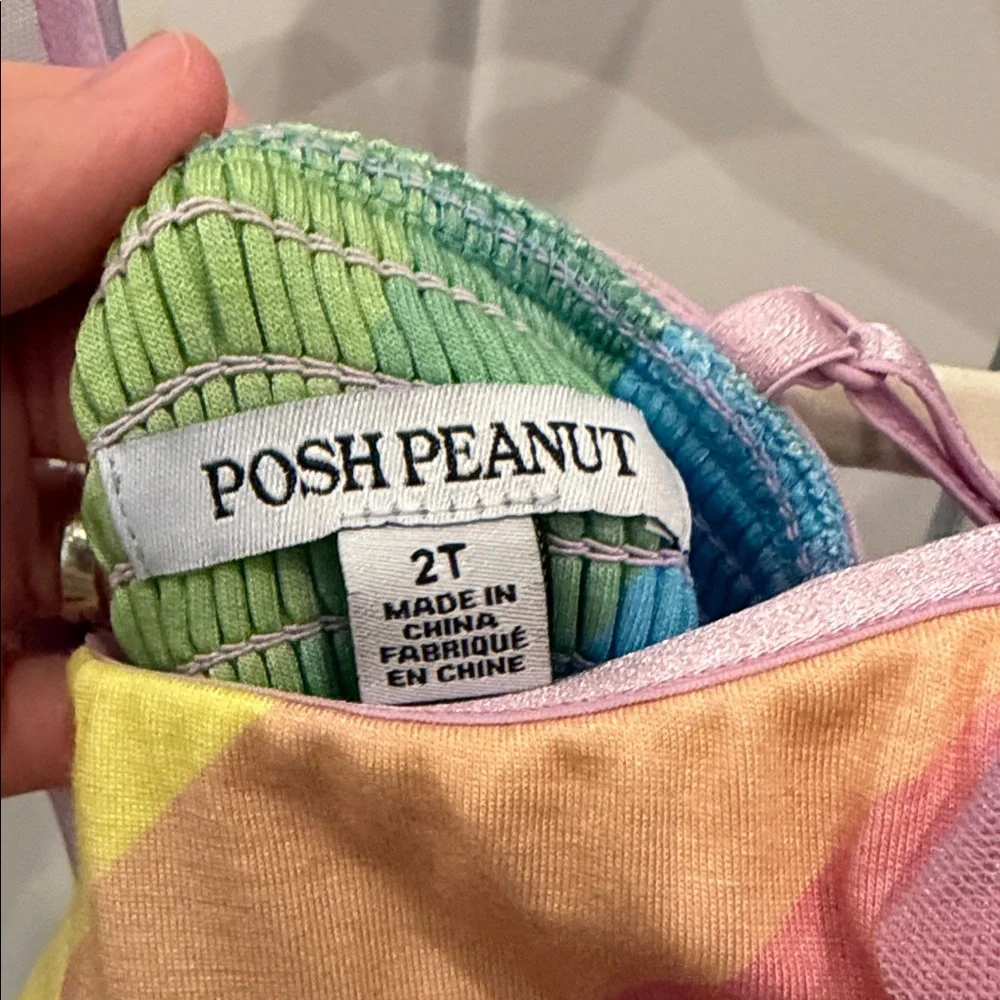 POSH PEANUT
2T
MADE IN
CHINA
FABRIQUÉ
EN CHINE